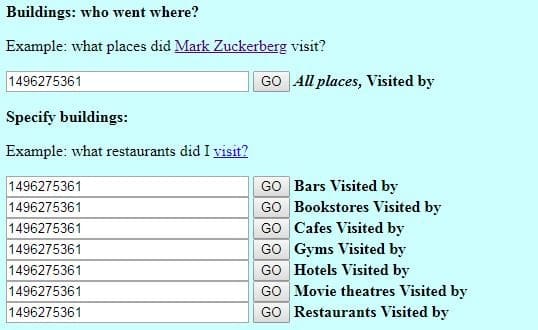 Buildings: who went where?
Example: what places did Mark Zuckerberg visit?
1496275361 GO All places, Visited by
Specify buildings:
Example: what restaurants did I visit?
1496275361 GO Bars Visited by
1496275361 GO Bookstores Visited by
1496275361 GO Cafes Visited by
1496275361 GO Gyms Visited by
1496275361 GO Hotels Visited by
1496275361 GO Movie theatres Visited by
1496275361 GO Restaurants Visited by